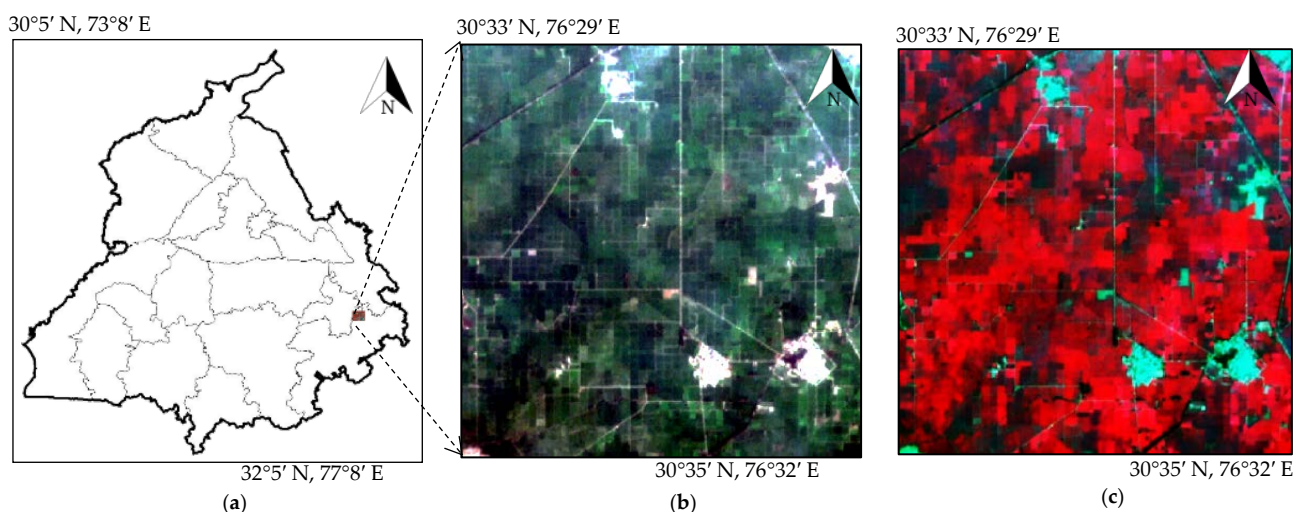 30°5′ N, 73°8′ E
N
32°5′ N, 77°8′ E
(a)
30°33′ N, 76°29′ E
N
30°35′ N, 76°32′ E
(b)
30°33′ N, 76°29′ E
N
30°35′ N, 76°32′ E
(c)